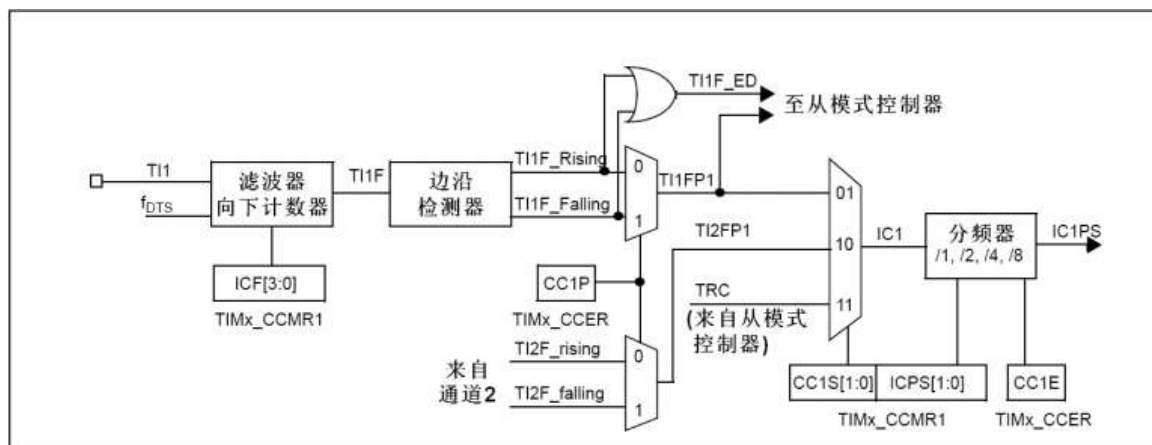 TI1F_ED
至从模式控制器
TI1
f_DTS
滤波器
向下计数器
TI1F
边沿
检测器
TI1F_Rising
TI1F_Falling
0
1
TI1FP1
01
TI2FP1
10
IC1
分频器
/1, /2, /4, /8
IC1PS
TRC
11
(来自从模式
控制器)
ICF[3:0]
TIMx_CCMR1
CC1P
TIMx_CCER
来自
通道2
TI2F_rising
TI2F_falling
0
1
CC1S[1:0]
ICPS[1:0]
TIMx_CCMR1
CC1E
TIMx_CCER